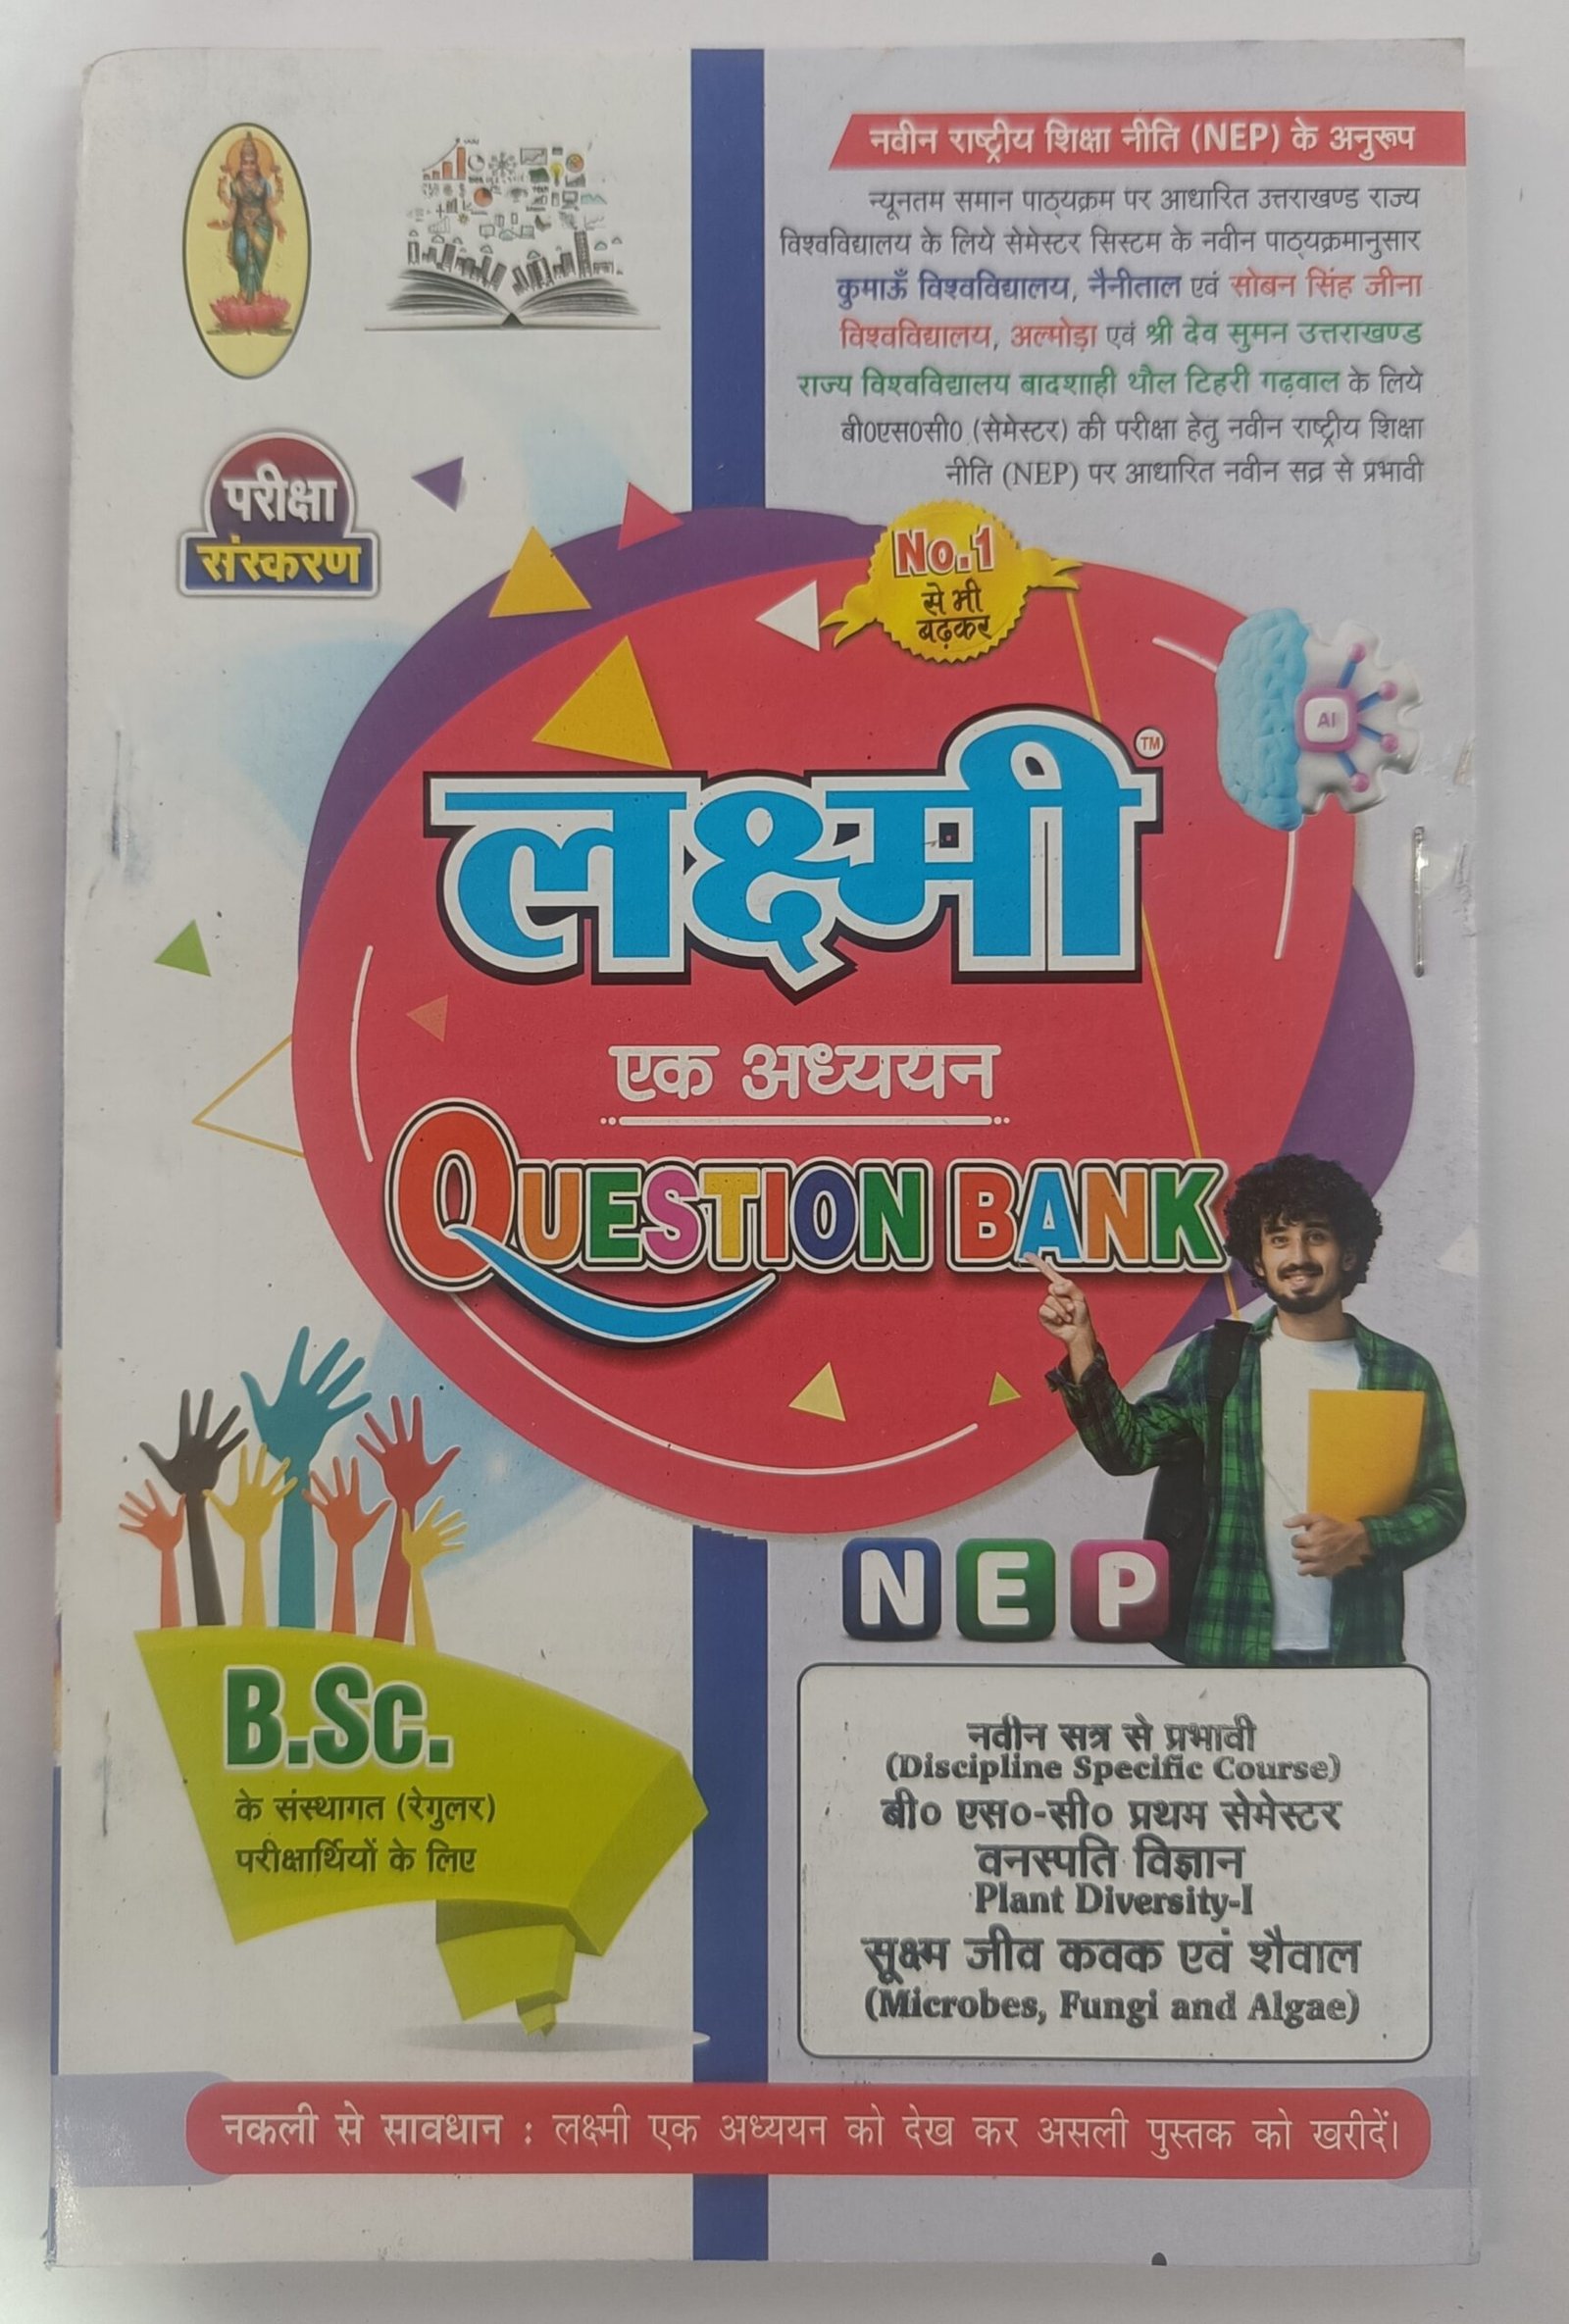 नवीन राष्ट्रीय शिक्षा नीति (NEP) के अनुरूप
न्यूनतम समान पाठ्यक्रम पर आधारित उत्तराखण्ड राज्य
विश्वविद्यालय के लिये सेमेस्टर सिस्टम के नवीन पाठ्यक्रमानुसार
कुमाऊँ विश्वविद्यालय, नैनीताल एवं सोबन सिंह जीना
विश्वविद्यालय, अल्मोड़ा एवं श्री देव सुमन उत्तराखण्ड
राज्य विश्वविद्यालय बादशाही थौल टिहरी गढ़वाल के लिये
बी०एस०सी० (सेमेस्टर) की परीक्षा हेतु नवीन राष्ट्रीय शिक्षा
नीति (NEP) पर आधारित नवीन सत्र से प्रभावी
परीक्षा
संस्करण
No.1
से भी
बढ़कर
AI
लक्ष्मी TM
एक अध्ययन
QUESTION BANK
NEP
B.Sc.
के संस्थागत (रेगुलर)
परीक्षार्थियों के लिए
नवीन सत्र से प्रभावी
(Discipline Specific Course)
बी० एस०-सी० प्रथम सेमेस्टर
वनस्पति विज्ञान
Plant Diversity-I
सूक्ष्म जीव कवक एवं शैवाल
(Microbes, Fungi and Algae)
नकली से सावधान : लक्ष्मी एक अध्ययन को देख कर असली पुस्तक को खरीदें।